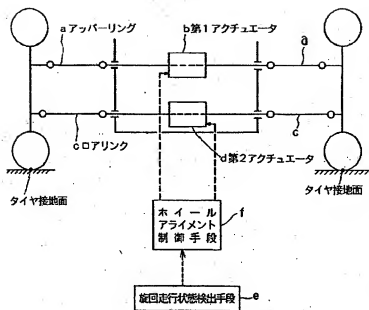 aアッパーリング
b第1アクチュエータ
a
cロアリンク
d第2アクチュエータ
c
タイヤ接地面
タイヤ接地面
ホイール
アライメント
制御手段
f
旋回走行状態検出手段
e